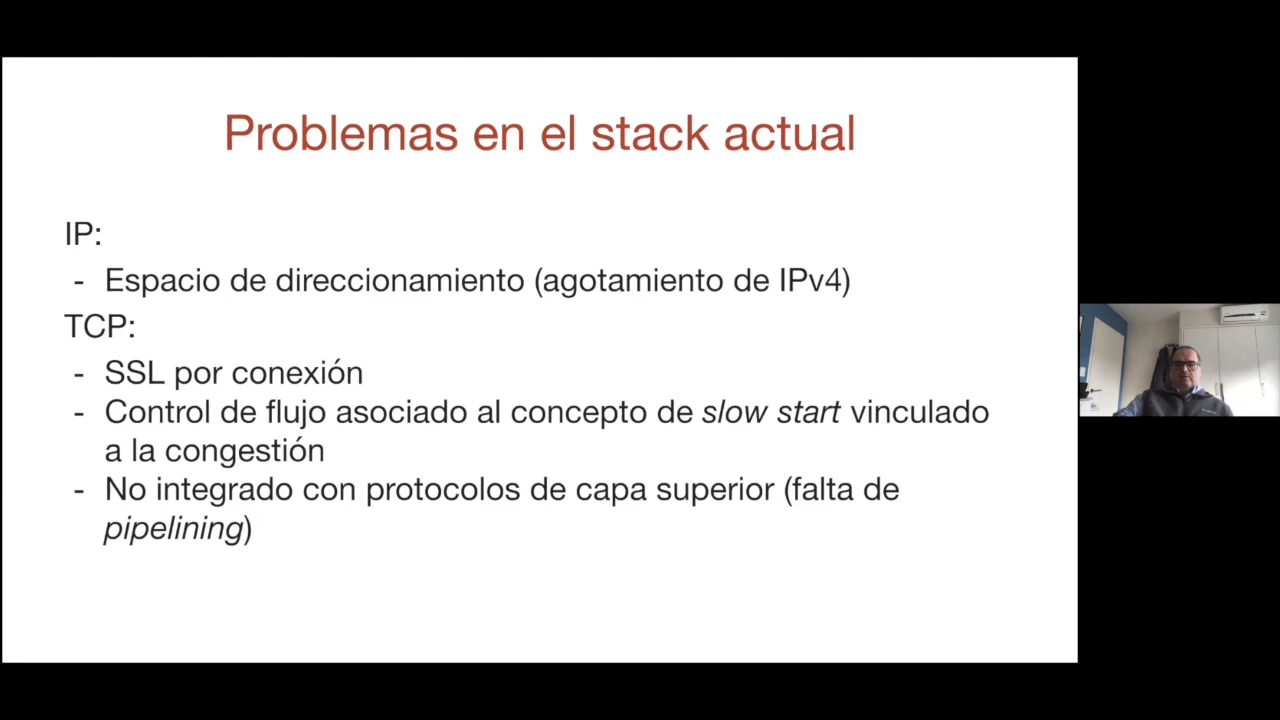 Problemas en el stack actual
IP:
- Espacio de direccionamiento (agotamiento de IPv4)
TCP:
- SSL por conexión
- Control de flujo asociado al concepto de slow start vinculado
a la congestión
- No integrado con protocolos de capa superior (falta de
pipelining)